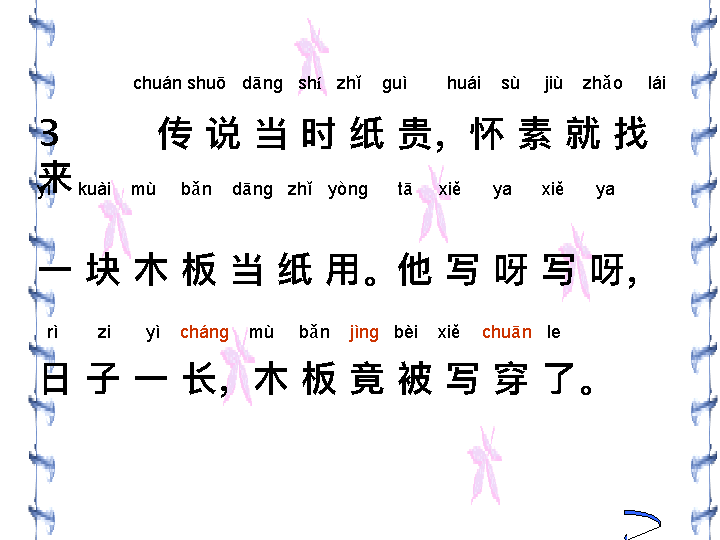 chuán shuō dāng shí zhǐ guì huái sù jiù zhǎo lái
3 传 说 当 时 纸 贵，怀 素 就 找
来
yí kuài mù bǎn dāng zhǐ yòng tā xiě ya xiě ya
一 块 木 板 当 纸 用。他 写 呀 写 呀，
rì zi yì cháng mù bǎn jìng bèi xiě chuān le
日 子 一 长，木 板 竟 被 写 穿 了。